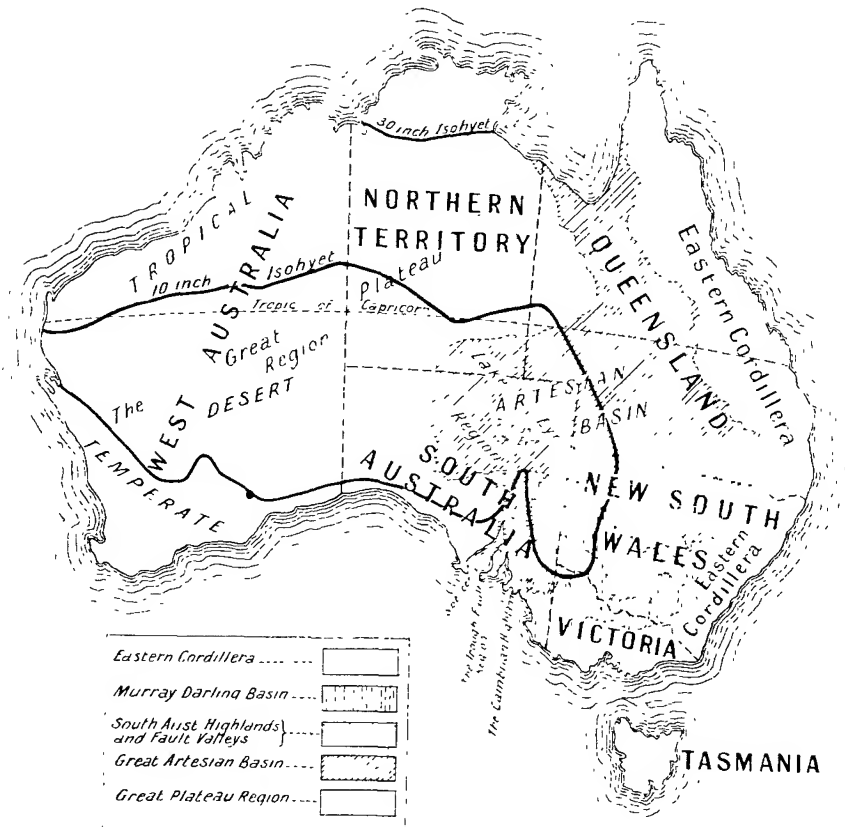 30 inch Isohyet
NORTHERN
TERRITORY
TROPICAL
WEST AUSTRALIA
10 inch Isohyet
Plateau
Tropic of Capricorn
QUEENSLAND
Eastern Cordillera
Great
Region
The
DESERT
ARTESIAN
BASIN
Region
TEMPERATE
SOUTH
AUSTRALIA
NEW SOUTH
WALES
Eastern
Cordillera
VICTORIA
TASMANIA
Eastern Cordillera
Murray Darling Basin
South Aust Highlands
and Fault Valleys
Great Artesian Basin
Great Plateau Region